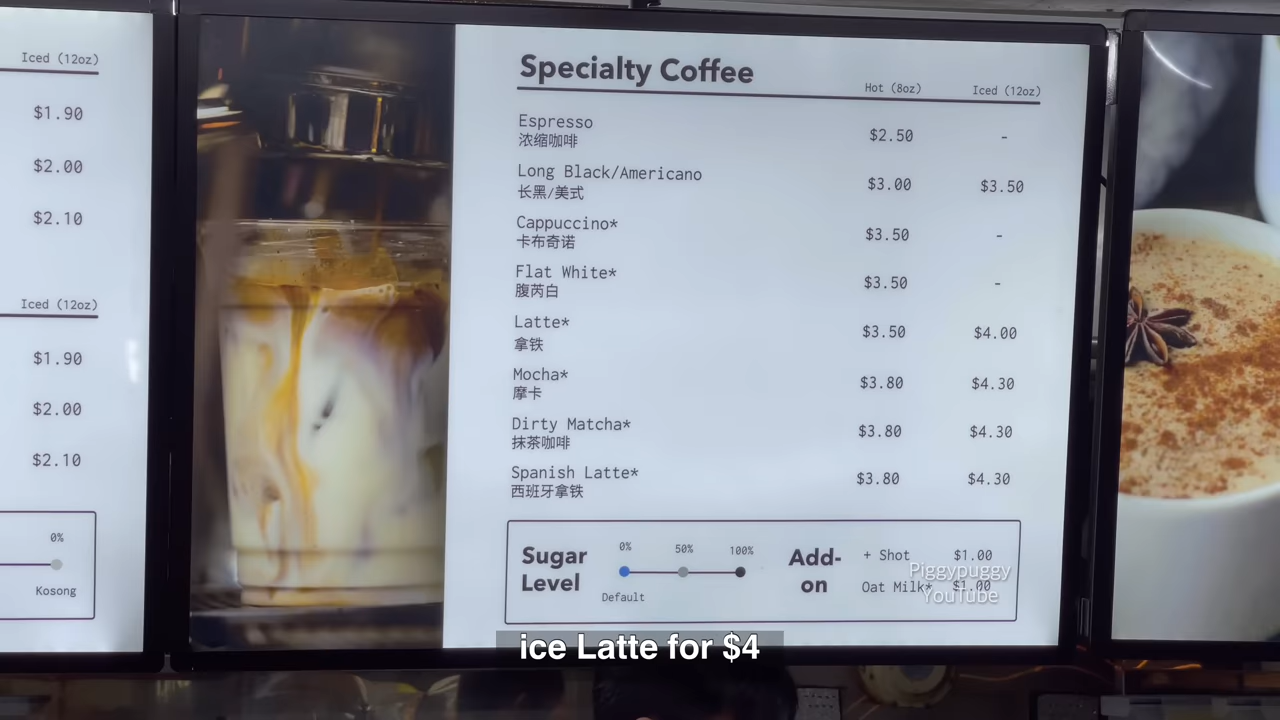 Iced (12oz)
$1.90
$2.00
$2.10
Iced (12oz)
$1.90
$2.00
$2.10
0%
Kosong
Specialty Coffee
Hot (8oz) Iced (12oz)
Espresso $2.50 -
浓缩咖啡
Long Black/Americano $3.00 $3.50
长黑/美式
Cappuccino* $3.50 -
卡布奇诺
Flat White* $3.50 -
腹芮白
Latte* $3.50 $4.00
拿铁
Mocha* $3.80 $4.30
摩卡
Dirty Matcha* $3.80 $4.30
抹茶咖啡
Spanish Latte* $3.80 $4.30
西班牙拿铁
Sugar Level
0% 50% 100%
Default
Add-on
+ Shot $1.00
Oat Milk* $1.00
Piggypuggy
YouTube
ice Latte for $4